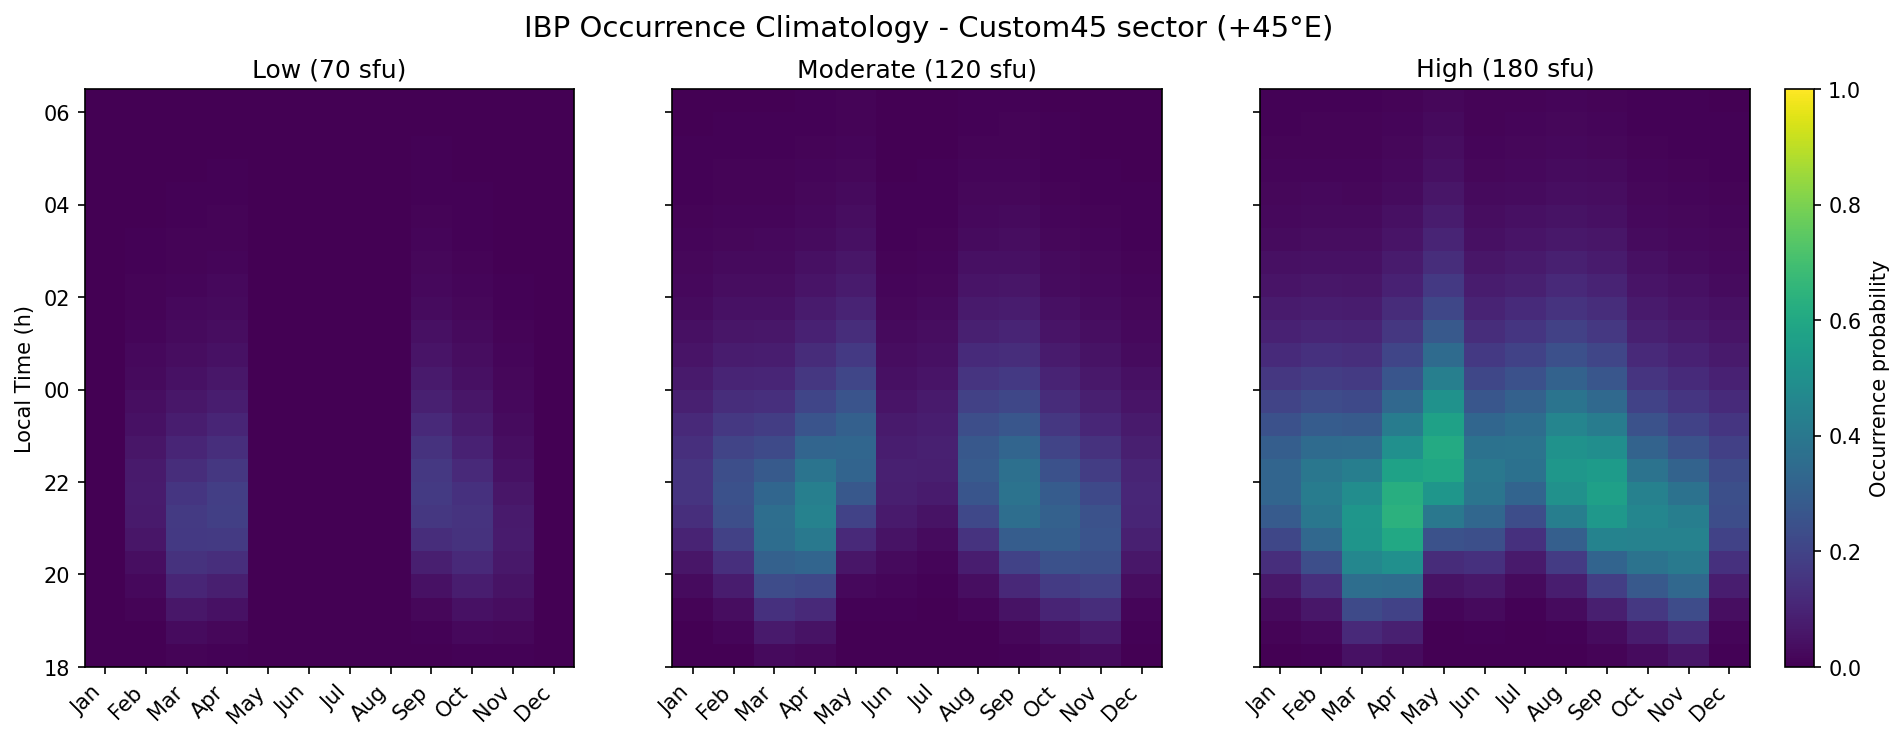 IBP Occurrence Climatology - Custom45 sector (+45°E)
Low (70 sfu)
Moderate (120 sfu)
High (180 sfu)
Local Time (h)
06
04
02
00
22
20
18
Jan Feb Mar Apr May Jun Jul Aug Sep Oct Nov Dec
Jan Feb Mar Apr May Jun Jul Aug Sep Oct Nov Dec
Jan Feb Mar Apr May Jun Jul Aug Sep Oct Nov Dec
1.0
0.8
0.6
0.4
0.2
0.0
Occurrence probability